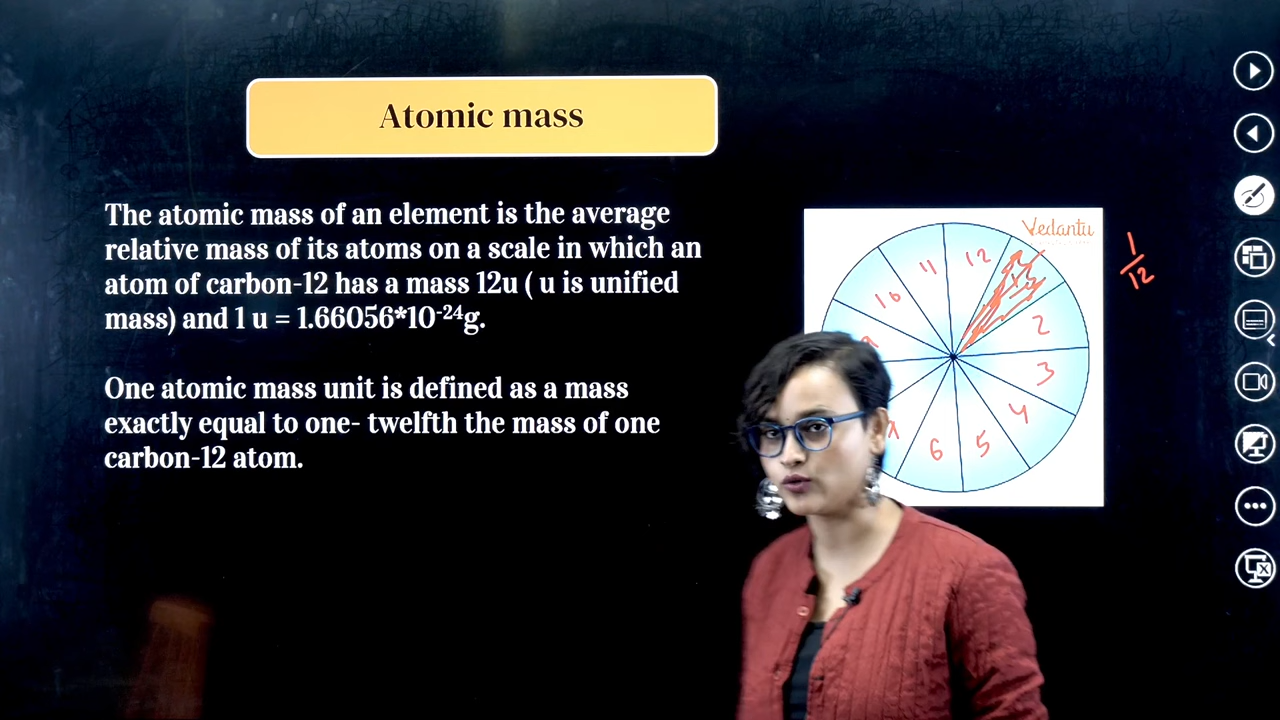 Atomic mass
The atomic mass of an element is the average
relative mass of its atoms on a scale in which an
atom of carbon-12 has a mass 12u ( u is unified
mass) and 1 u = 1.66056*10⁻²⁴g.
One atomic mass unit is defined as a mass
exactly equal to one- twelfth the mass of one
carbon-12 atom.
Vedantu
1/12
12
11
10
2
3
4
5
6